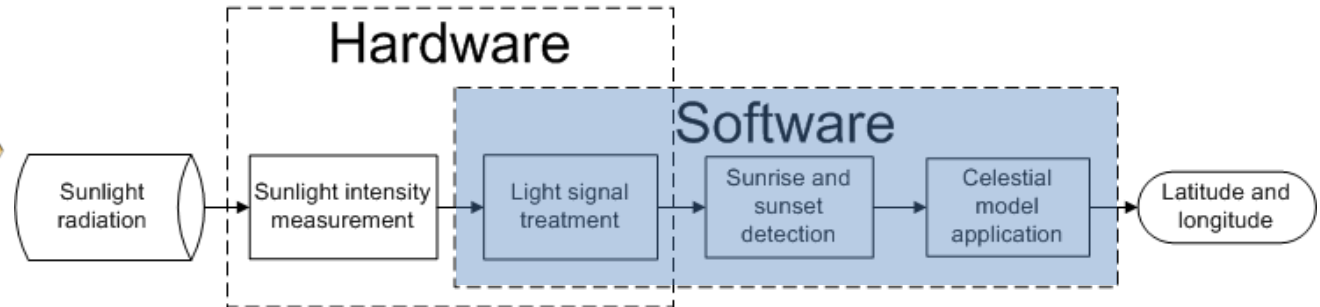 Hardware
Software
Sunlight
radiation
Sunlight intensity
measurement
Light signal
treatment
Sunrise and
sunset
detection
Celestial
model
application
Latitude and
longitude